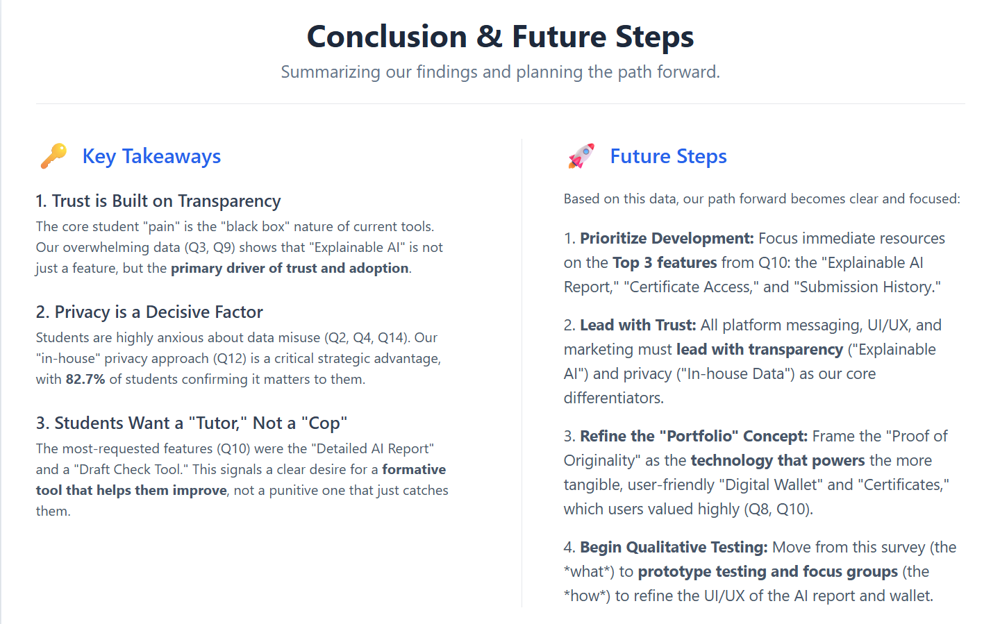 Conclusion & Future Steps
Summarizing our findings and planning the path forward.
Key Takeaways
1. Trust is Built on Transparency
The core student "pain" is the "black box" nature of current tools.
Our overwhelming data (Q3, Q9) shows that "Explainable AI" is not
just a feature, but the primary driver of trust and adoption.
2. Privacy is a Decisive Factor
Students are highly anxious about data misuse (Q2, Q4, Q14). Our
"in-house" privacy approach (Q12) is a critical strategic advantage,
with 82.7% of students confirming it matters to them.
3. Students Want a "Tutor," Not a "Cop"
The most-requested features (Q10) were the "Detailed AI Report"
and a "Draft Check Tool." This signals a clear desire for a formative
tool that helps them improve, not a punitive one that just catches
them.
Future Steps
Based on this data, our path forward becomes clear and focused:
1. Prioritize Development: Focus immediate resources
on the Top 3 features from Q10: the "Explainable AI
Report," "Certificate Access," and "Submission History."
2. Lead with Trust: All platform messaging, UI/UX, and
marketing must lead with transparency ("Explainable
AI") and privacy ("In-house Data") as our core
differentiators.
3. Refine the "Portfolio" Concept: Frame the "Proof of
Originality" as the technology that powers the more
tangible, user-friendly "Digital Wallet" and "Certificates,"
which users valued highly (Q8, Q10).
4. Begin Qualitative Testing: Move from this survey (the
*what*) to prototype testing and focus groups (the
*how*) to refine the UI/UX of the AI report and wallet.